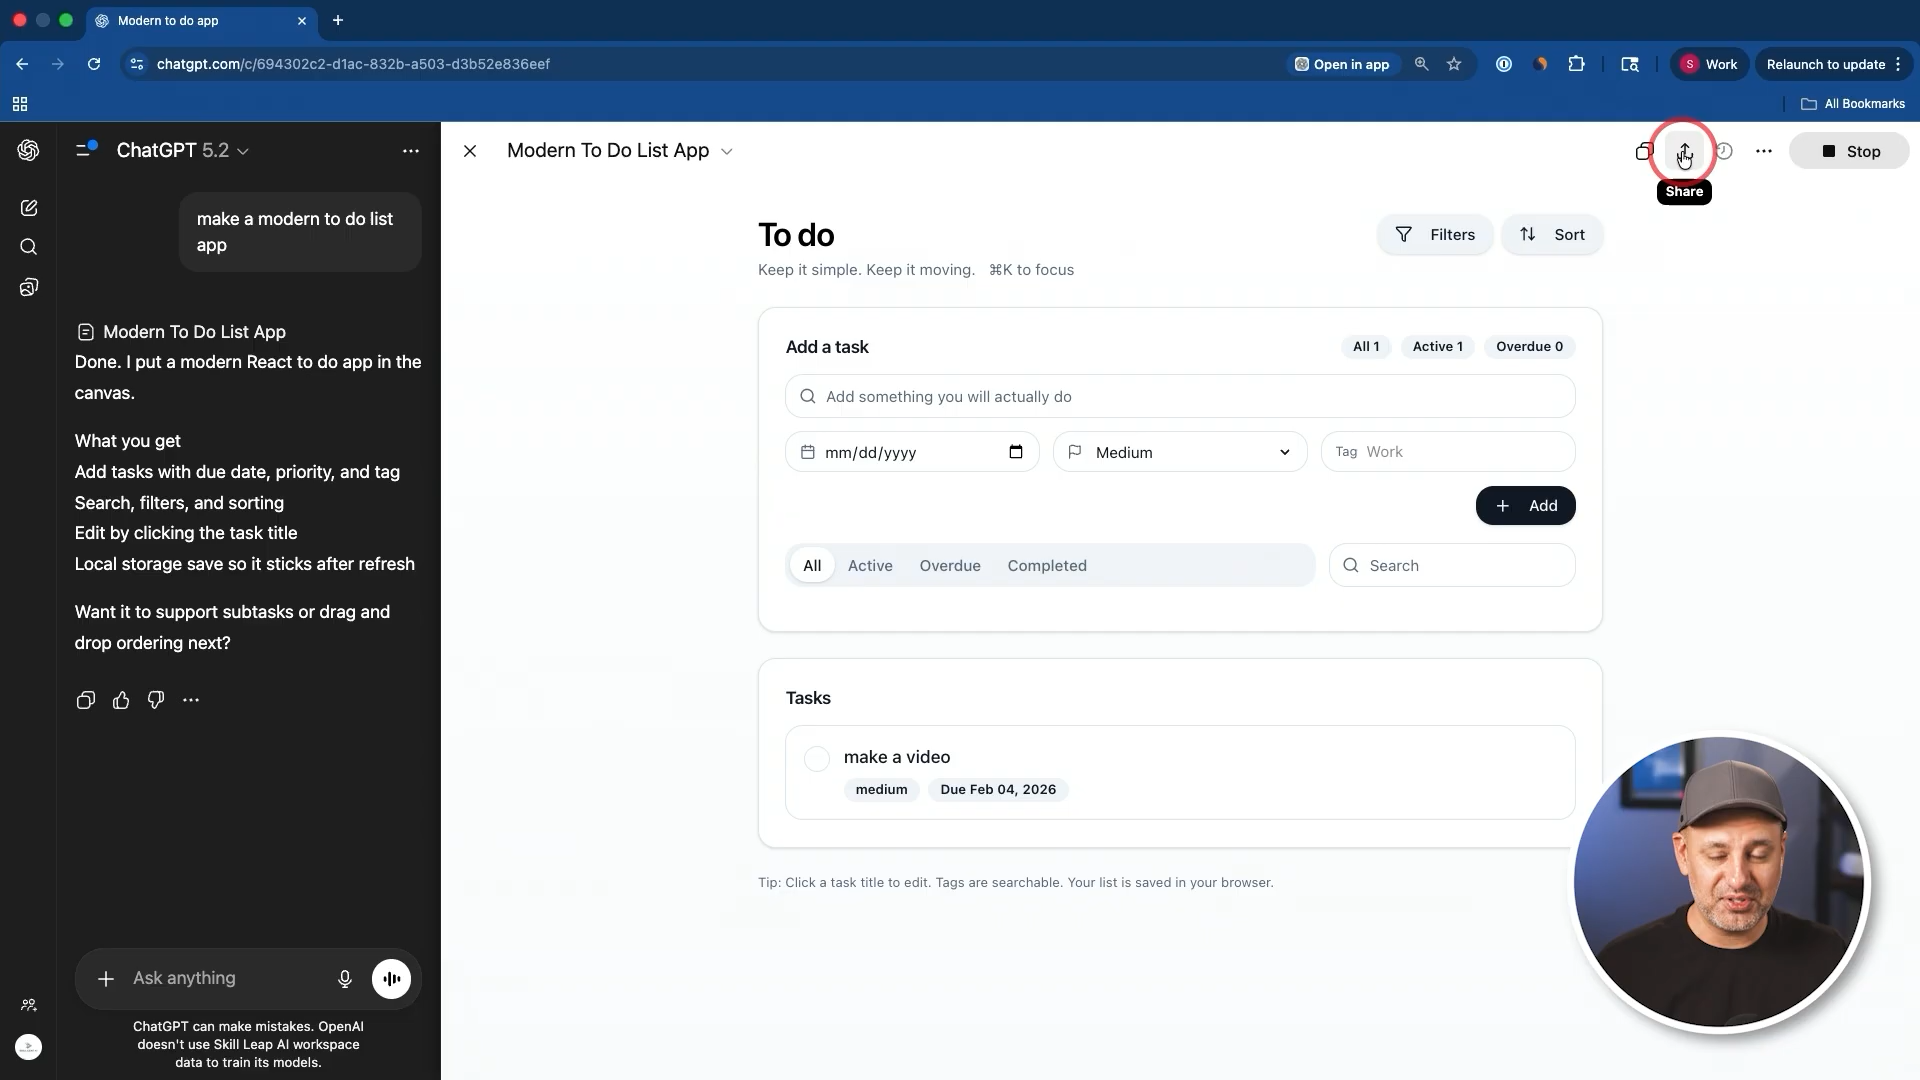 Modern to do app
chatgpt.com/c/694302c2-d1ac-832b-a503-d3b52e836eef
Open in app
S
Work
Relaunch to update
All Bookmarks
ChatGPT 5.2
make a modern to do list
app
Modern To Do List App
Done. I put a modern React to do app in the
canvas.
What you get
Add tasks with due date, priority, and tag
Search, filters, and sorting
Edit by clicking the task title
Local storage save so it sticks after refresh
Want it to support subtasks or drag and
drop ordering next?
Ask anything
ChatGPT can make mistakes. OpenAI
doesn't use Skill Leap AI workspace
data to train its models.
Modern To Do List App
Stop
Share
To do
Filters
Sort
Keep it simple. Keep it moving. ⌘K to focus
Add a task
All 1
Active 1
Overdue 0
Add something you will actually do
mm/dd/yyyy
Medium
Tag Work
+ Add
All
Active
Overdue
Completed
Search
Tasks
make a video
medium
Due Feb 04, 2026
Tip: Click a task title to edit. Tags are searchable. Your list is saved in your browser.